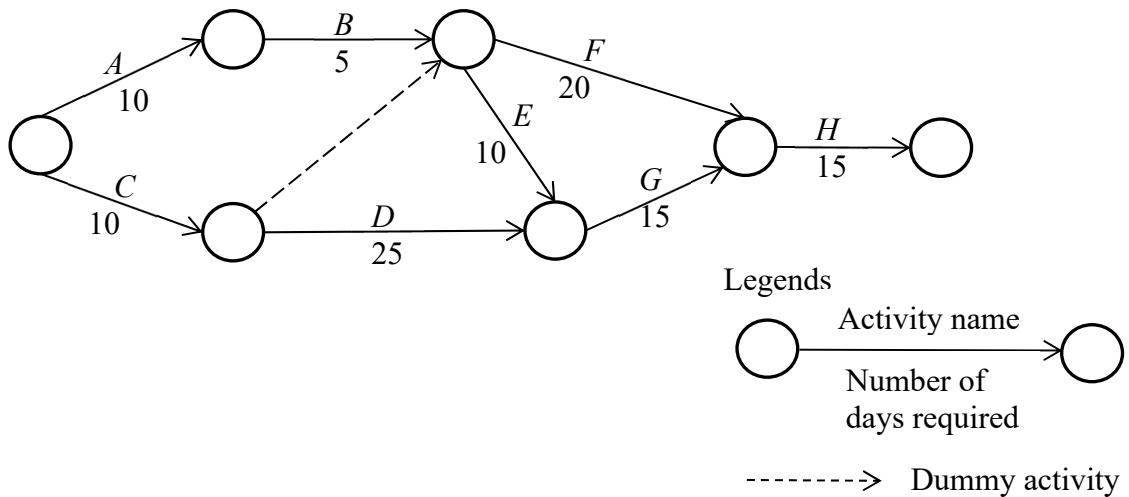 B
5
F
20
A
10
E
10
H
15
C
10
G
15
D
25
Legends
Activity name
Number of
days required
Dummy activity